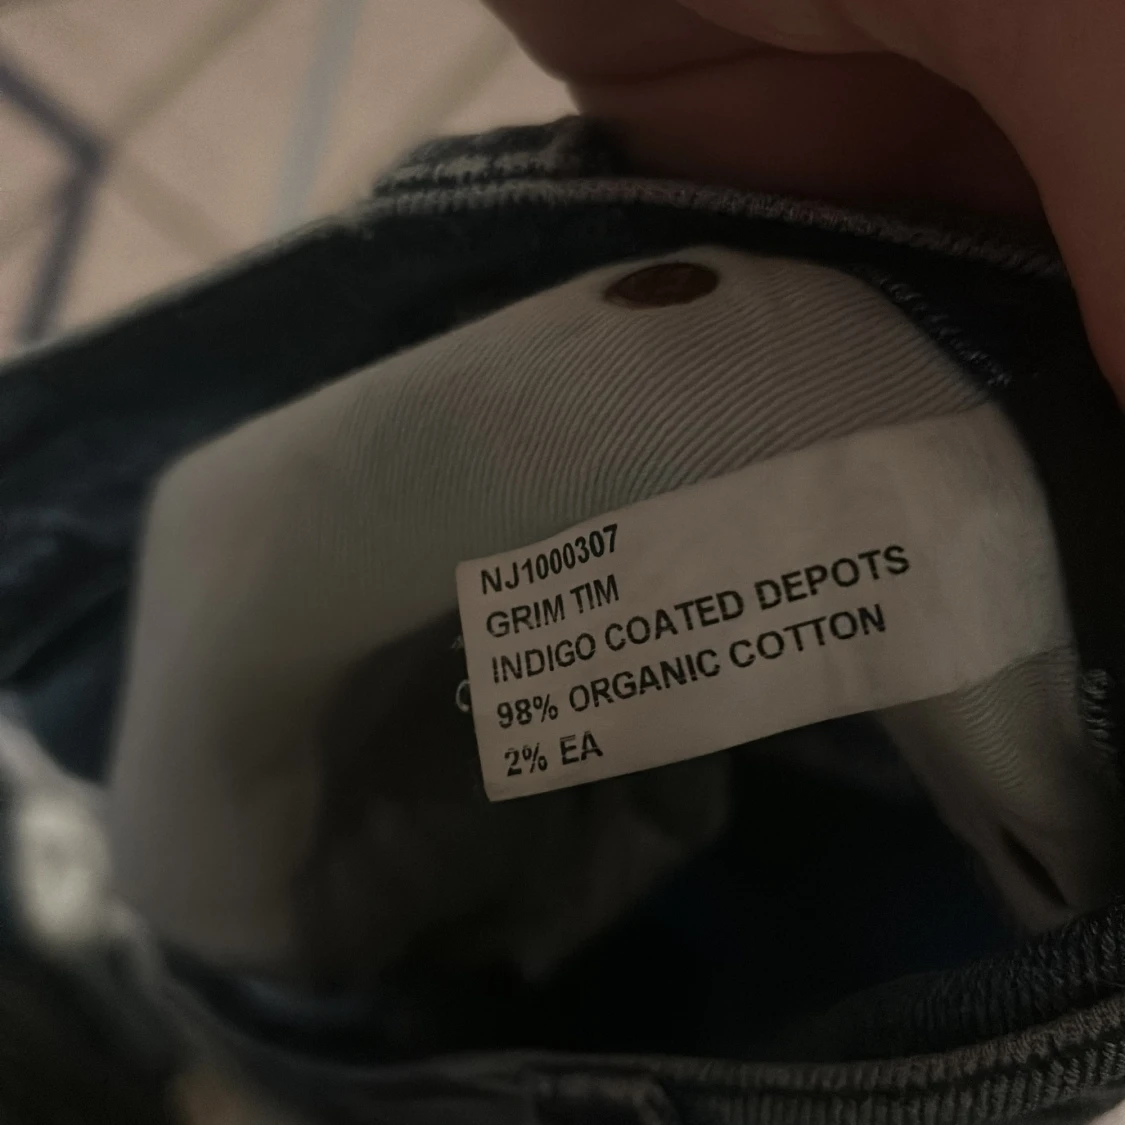 NJ1000307
GRIM TIM
INDIGO COATED DEPOTS
98% ORGANIC COTTON
2% EA